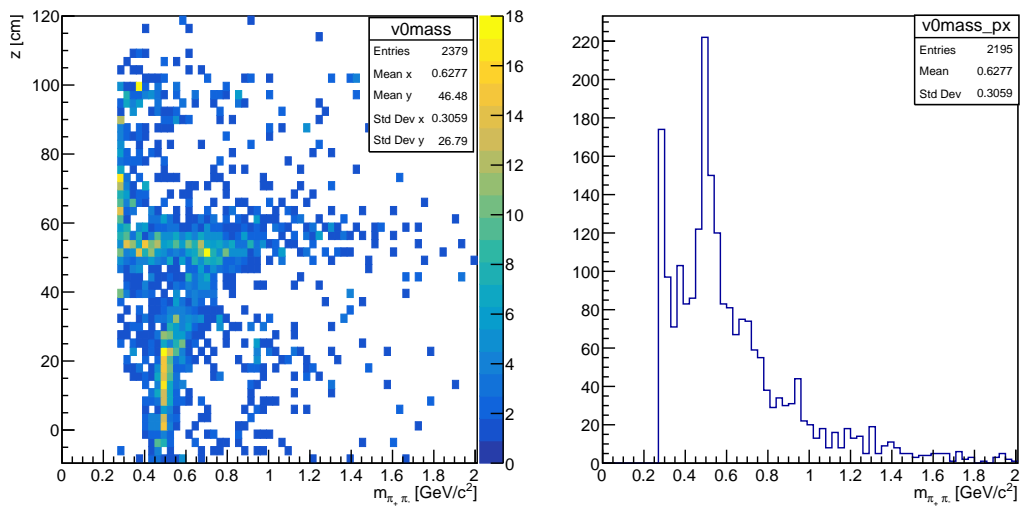 z [cm]
120
100
80
60
40
20
0
0 0.2 0.4 0.6 0.8 1 1.2 1.4 1.6 1.8 2
m_{π+ π-} [GeV/c²]
v0mass
Entries 2379
Mean x 0.6277
Mean y 46.48
Std Dev x 0.3059
Std Dev y 26.79
18
16
14
12
10
8
6
4
2
0
220
200
180
160
140
120
100
80
60
40
20
0
0 0.2 0.4 0.6 0.8 1 1.2 1.4 1.6 1.8 2
m_{π+ π-} [GeV/c²]
v0mass_px
Entries 2195
Mean 0.6277
Std Dev 0.3059